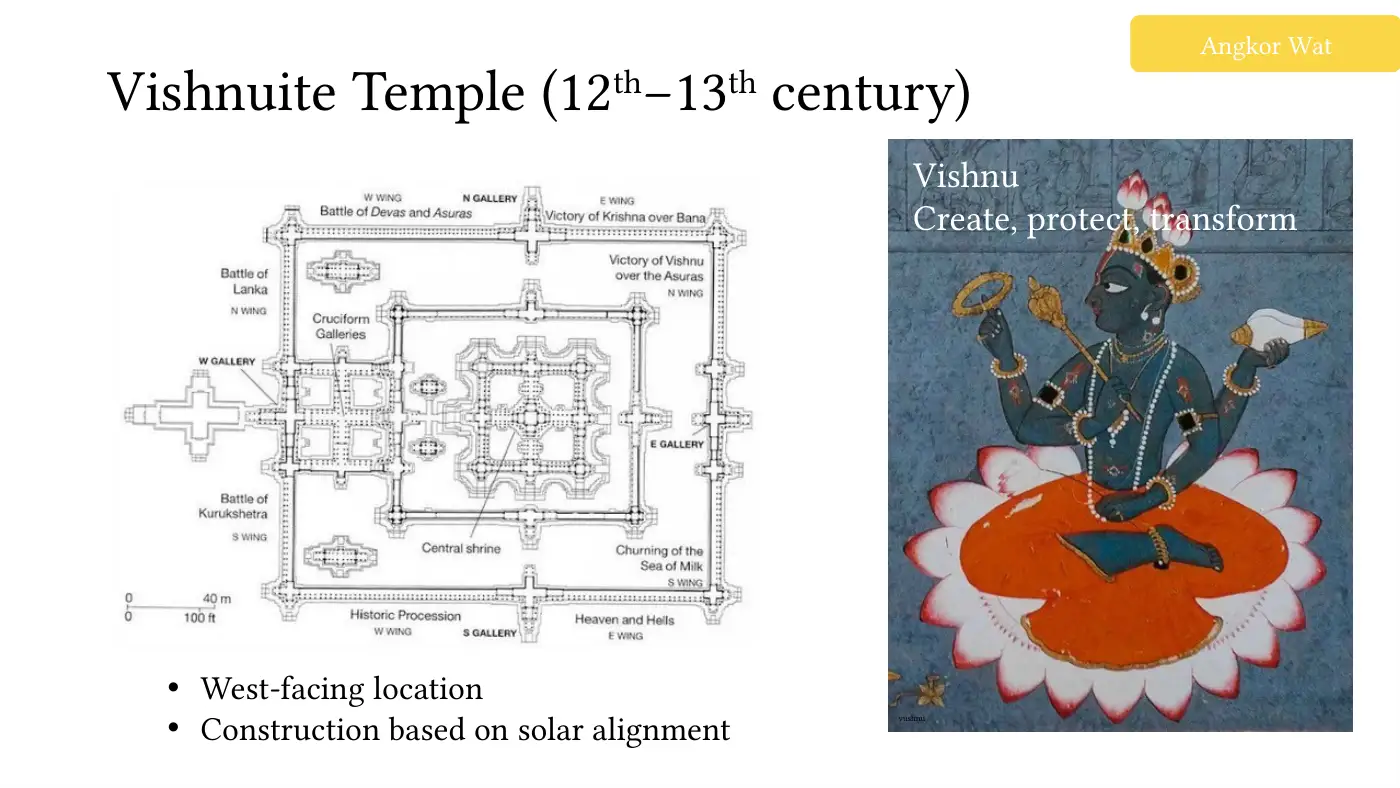 Angkor Wat
Vishnuite Temple (12th–13th century)
W WING
N GALLERY
E WING
Battle of Devas and Asuras
Victory of Krishna over Bana
Battle of
Lanka
N WING
Victory of Vishnu
over the Asuras
N WING
Cruciform
Galleries
W GALLERY
E GALLERY
Battle of
Kurukshetra
S WING
Central shrine
Churning of the
Sea of Milk
S WING
0 40 m
0 100 ft
Historic Procession
W WING
S GALLERY
Heaven and Hells
E WING
Vishnu
Create, protect, transform
• West-facing location
• Construction based on solar alignment